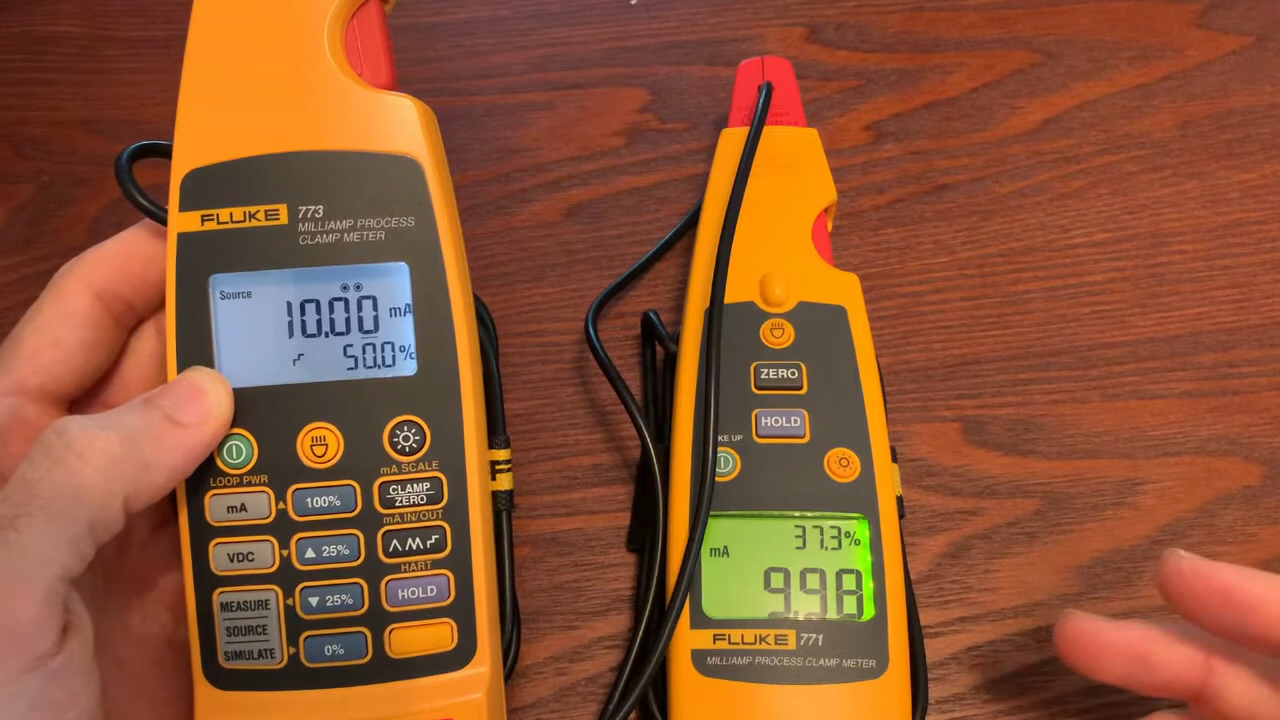 FLUKE 773
MILLIAMP PROCESS
CLAMP METER
Source
10.00 mA
50.0%
LOOP PWR
mA SCALE
mA
100%
CLAMP
ZERO
mA IN/OUT
VDC
▲ 25%
HART
MEASURE
SOURCE
SIMULATE
▼ 25%
HOLD
0%
ZERO
HOLD
KE UP
37.3%
mA
9.98
FLUKE 771
MILLIAMP PROCESS CLAMP METER